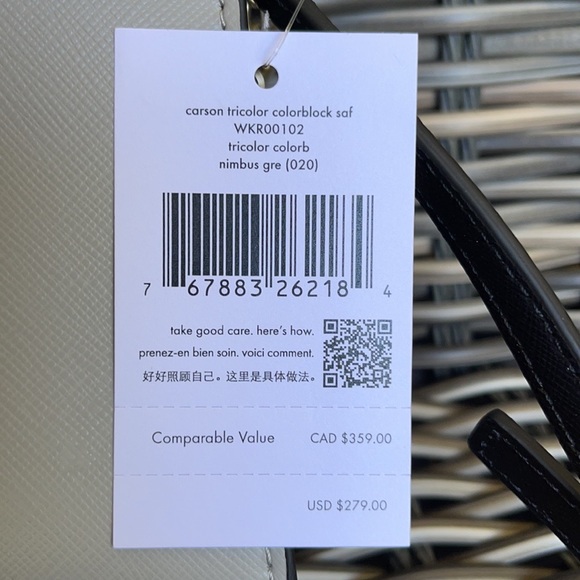 carson tricolor colorblock saf
WKR00102
tricolor colorb
nimbus gre (020)
7 67883 26218 4
take good care. here's how.
prenez-en bien soin. voici comment.
好好照顾自己。这里是具体做法。
Comparable Value CAD $359.00
USD $279.00